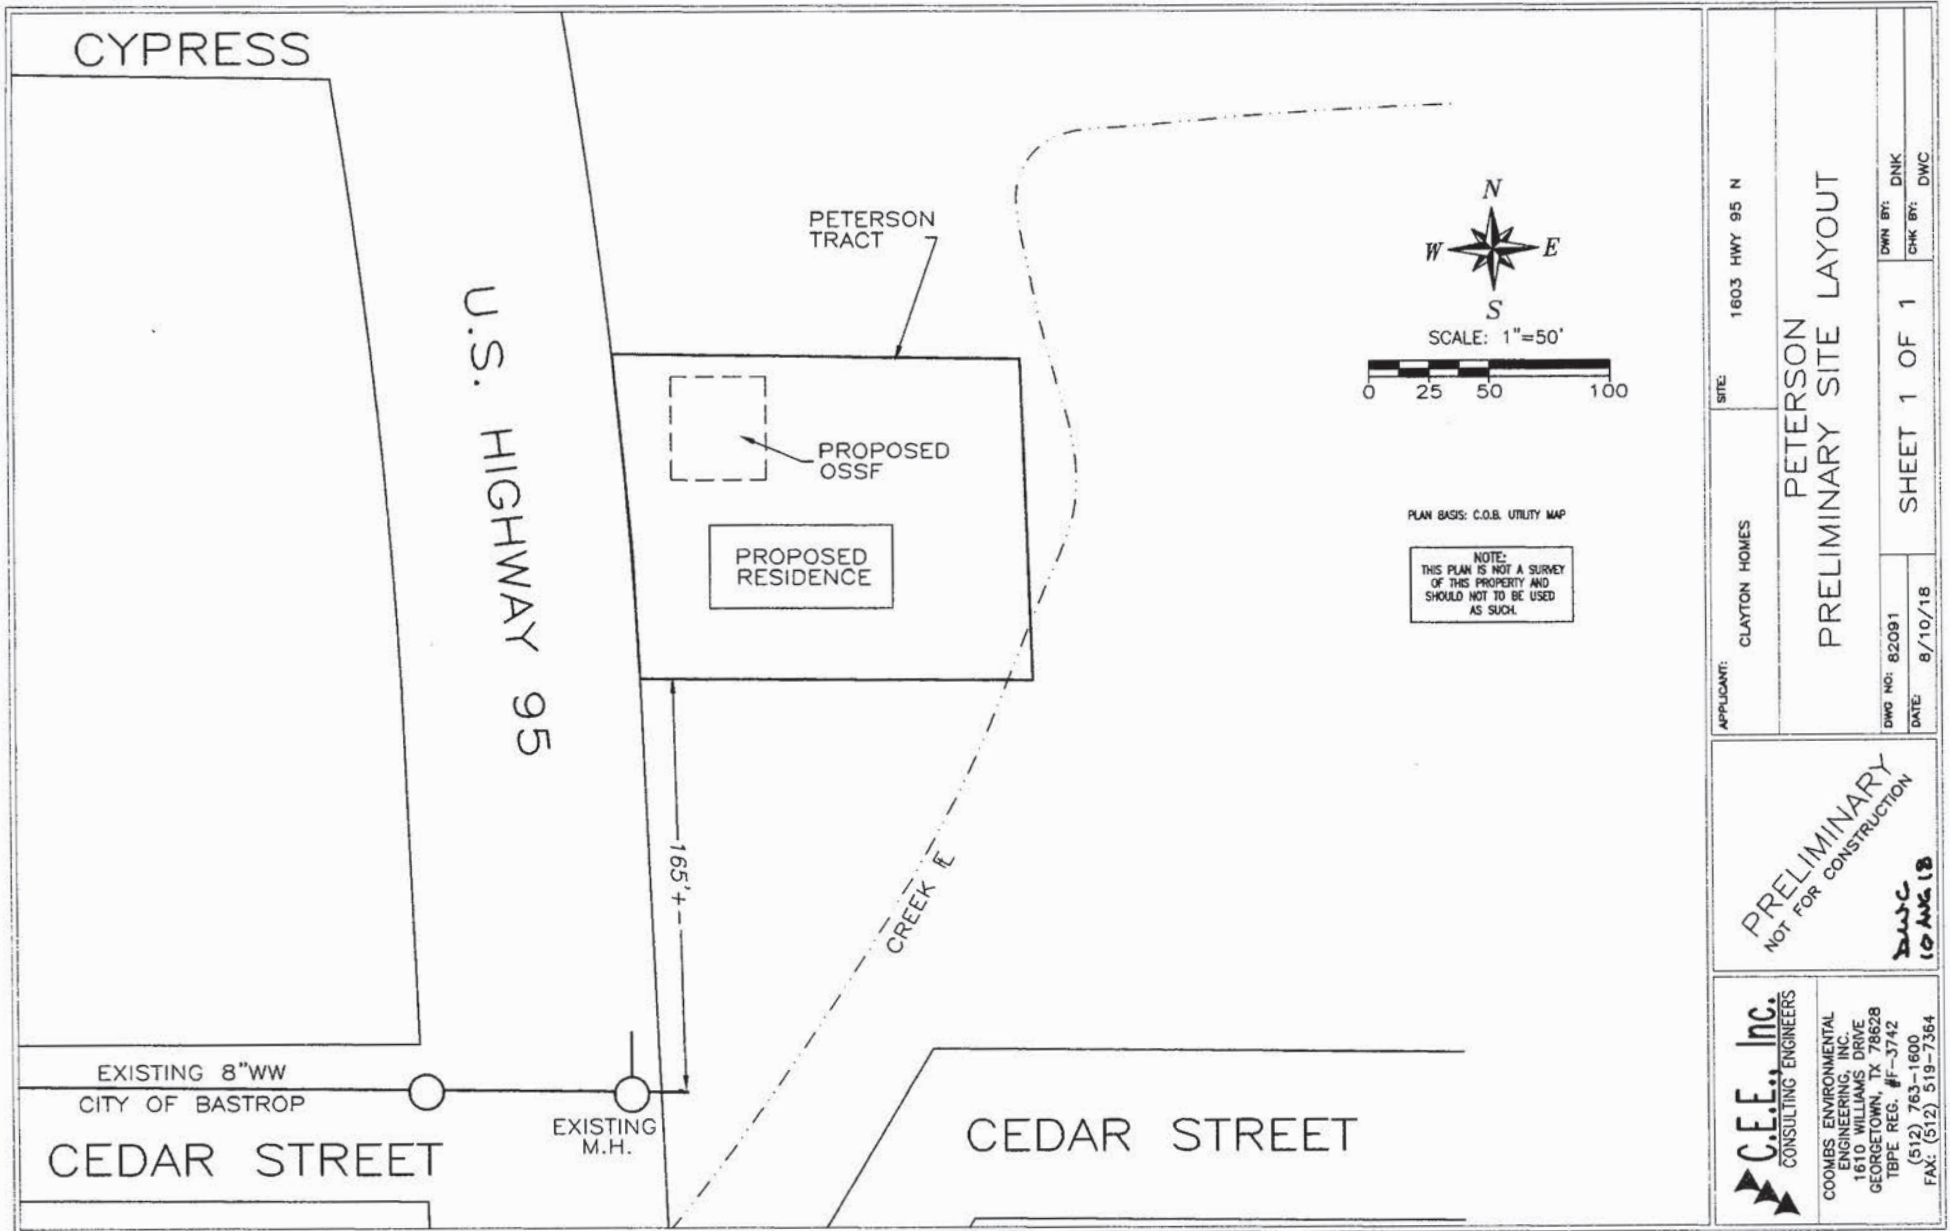 CYPRESS
U.S. HIGHWAY 95
PETERSON
TRACT
PROPOSED
OSSF
PROPOSED
RESIDENCE
165'+-
CREEK
EXISTING 8"WW
CITY OF BASTROP
CEDAR STREET
EXISTING
M.H.
CEDAR STREET
N
W E
S
SCALE: 1"=50'
0 25 50 100
PLAN BASIS: C.O.B. UTILITY MAP
NOTE:
THIS PLAN IS NOT A SURVEY
OF THIS PROPERTY AND
SHOULD NOT TO BE USED
AS SUCH.
SITE: 1603 HWY 95 N
APPLICANT: CLAYTON HOMES
PETERSON
PRELIMINARY SITE LAYOUT
DWN BY: DNK
CHK BY: DWC
SHEET 1 OF 1
DWG NO: 82091
DATE: 8/10/18
PRELIMINARY
NOT FOR CONSTRUCTION
DWC
10 AUG 18
C.E.E., Inc.
CONSULTING ENGINEERS
COOMBS ENVIRONMENTAL
ENGINEERING, INC.
1610 WILLIAMS DRIVE
GEORGETOWN, TX 78628
TBPE REG. #F-3742
(512) 763-1600
FAX: (512) 519-7364